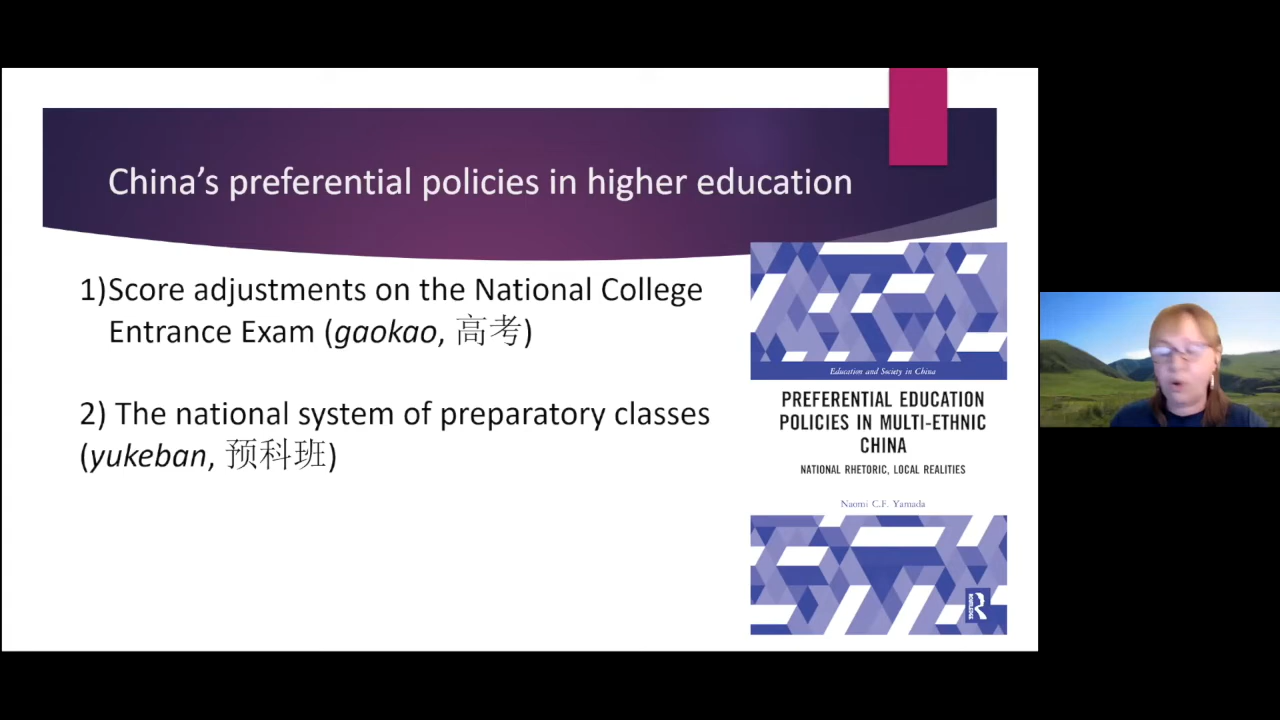 China’s preferential policies in higher education
1)Score adjustments on the National College
Entrance Exam (gaokao, 高考)
2) The national system of preparatory classes
(yukeban, 预科班)
Education and Society in China
PREFERENTIAL EDUCATION
POLICIES IN MULTI-ETHNIC
CHINA
NATIONAL RHETORIC, LOCAL REALITIES
Naomi C.F. Yamada
ROUTLEDGE